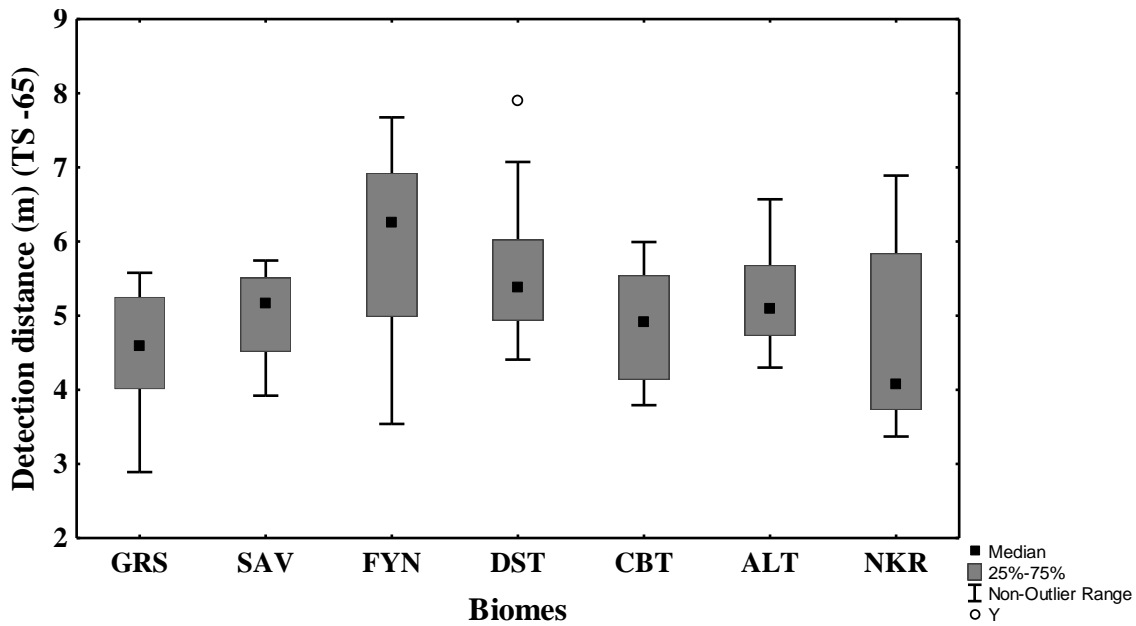 Detection distance (m) (TS -65)
9
8
7
6
5
4
3
2
GRS SAV FYN DST CBT ALT NKR
Biomes
Median
25%-75%
Non-Outlier Range
Y